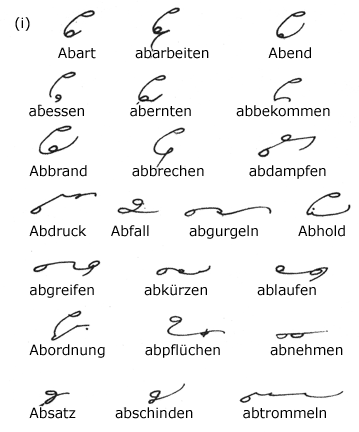 (i)
Abart abarbeiten Abend
abessen abernten abbekommen
Abbrand abbrechen abdampfen
Abdruck Abfall abgurgeln Abhold
abgreifen abkürzen ablaufen
Abordnung abpflüchen abnehmen
Absatz abschinden abtrommeln